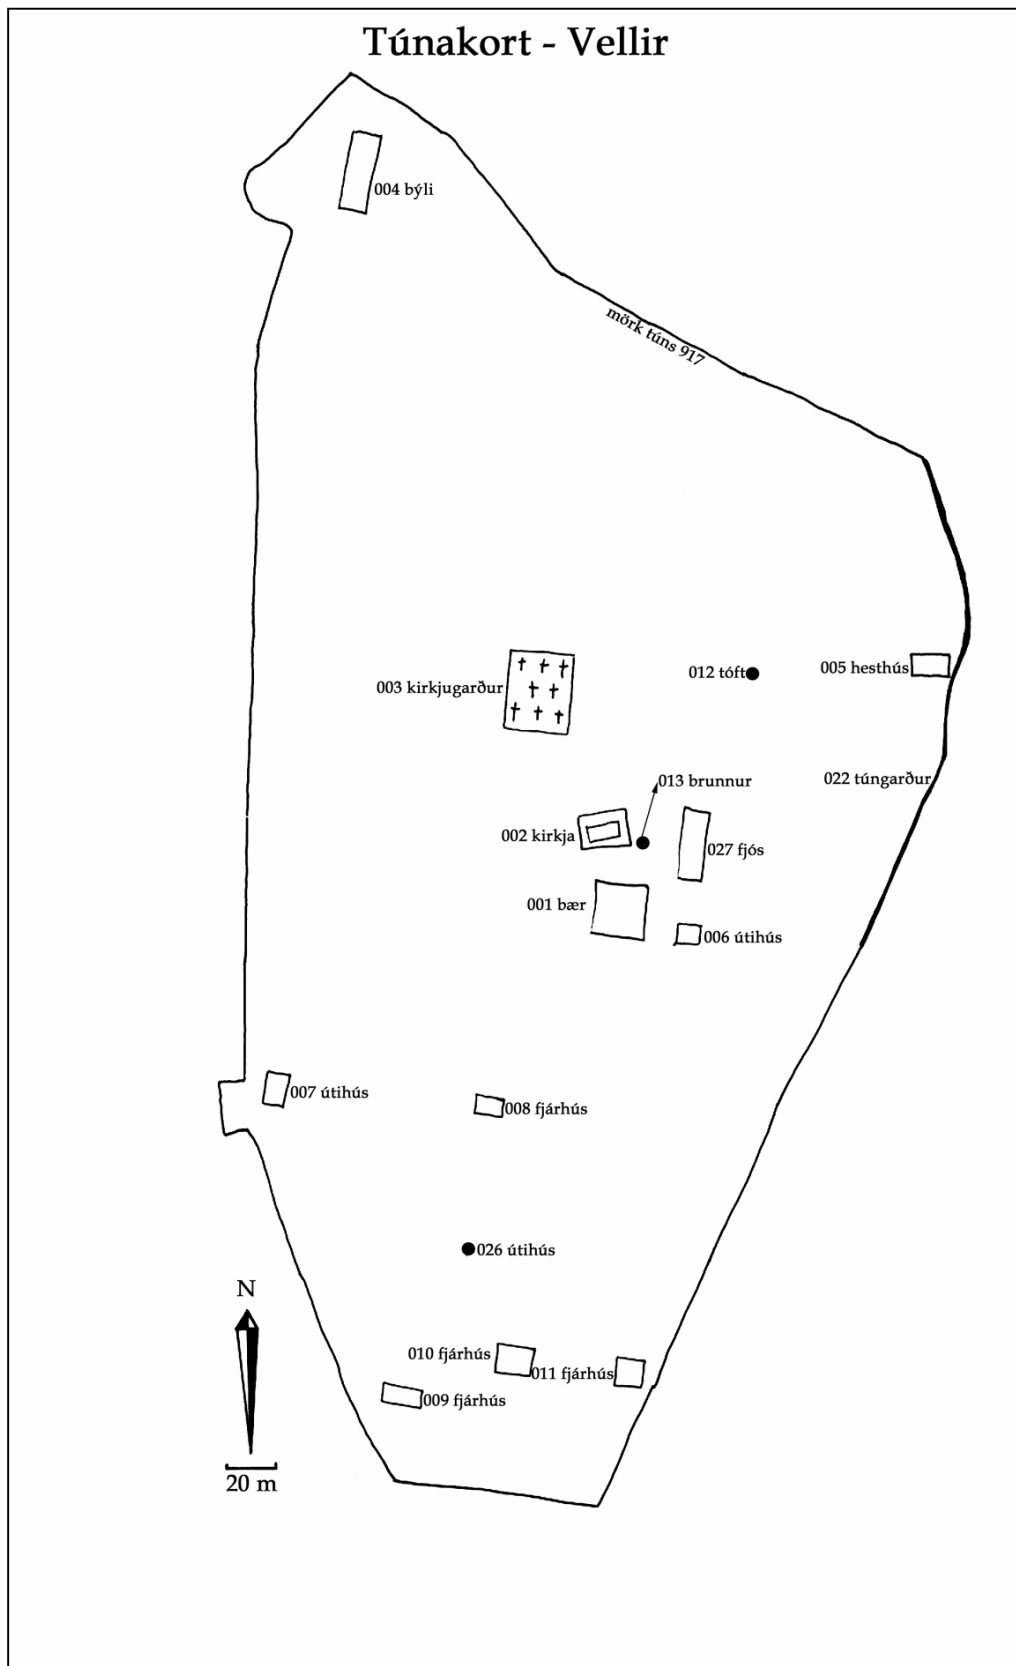 Túnakort - Vellir
004 býli
mörk túns 1917
003 kirkjugarður
012 tóft
005 hesthús
013 brunnur
022 túngarður
002 kirkja
027 fjós
001 bær
006 útihús
007 útihús
008 fjárhús
026 útihús
N
010 fjárhús
011 fjárhús
009 fjárhús
20 m